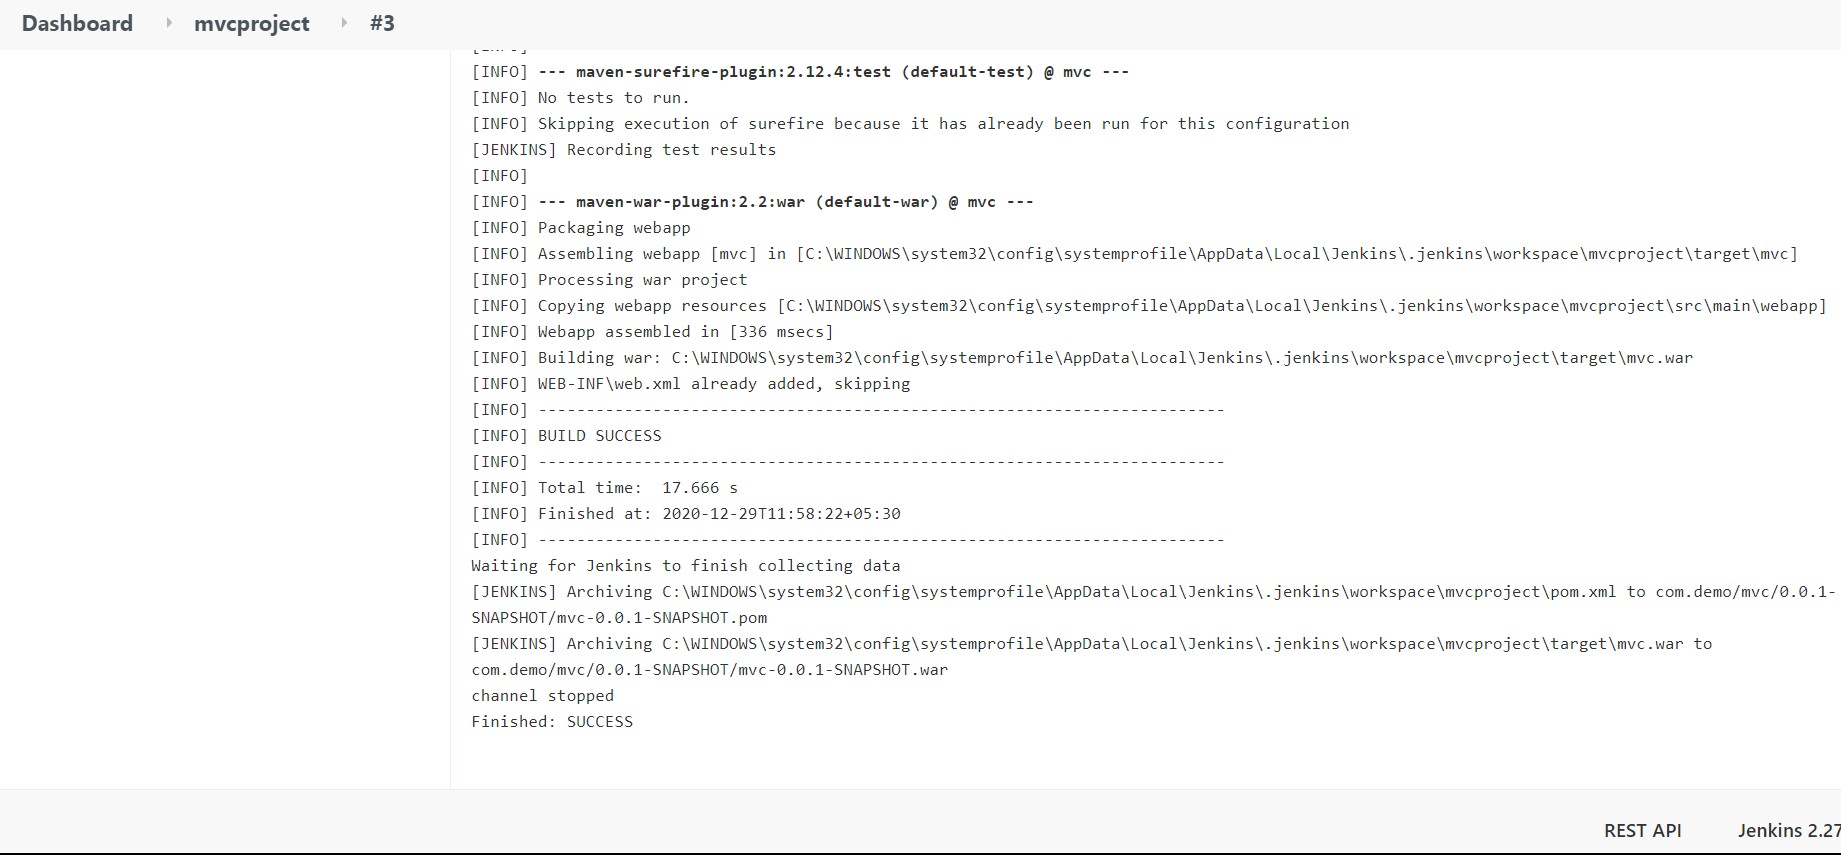 Dashboard mvcproject #3
[INFO] --- maven-surefire-plugin:2.12.4:test (default-test) @ mvc ---
[INFO] No tests to run.
[INFO] Skipping execution of surefire because it has already been run for this configuration
[JENKINS] Recording test results
[INFO]
[INFO] --- maven-war-plugin:2.2:war (default-war) @ mvc ---
[INFO] Packaging webapp
[INFO] Assembling webapp [mvc] in [C:\WINDOWS\system32\config\systemprofile\AppData\Local\Jenkins\.jenkins\workspace\mvcproject\target\mvc]
[INFO] Processing war project
[INFO] Copying webapp resources [C:\WINDOWS\system32\config\systemprofile\AppData\Local\Jenkins\.jenkins\workspace\mvcproject\src\main\webapp]
[INFO] Webapp assembled in [336 msecs]
[INFO] Building war: C:\WINDOWS\system32\config\systemprofile\AppData\Local\Jenkins\.jenkins\workspace\mvcproject\target\mvc.war
[INFO] WEB-INF\web.xml already added, skipping
[INFO] ------------------------------------------------------------------------
[INFO] BUILD SUCCESS
[INFO] ------------------------------------------------------------------------
[INFO] Total time:  17.666 s
[INFO] Finished at: 2020-12-29T11:58:22+05:30
[INFO] ------------------------------------------------------------------------
Waiting for Jenkins to finish collecting data
[JENKINS] Archiving C:\WINDOWS\system32\config\systemprofile\AppData\Local\Jenkins\.jenkins\workspace\mvcproject\pom.xml to com.demo/mvc/0.0.1-
SNAPSHOT/mvc-0.0.1-SNAPSHOT.pom
[JENKINS] Archiving C:\WINDOWS\system32\config\systemprofile\AppData\Local\Jenkins\.jenkins\workspace\mvcproject\target\mvc.war to
com.demo/mvc/0.0.1-SNAPSHOT/mvc-0.0.1-SNAPSHOT.war
channel stopped
Finished: SUCCESS
REST API Jenkins 2.27